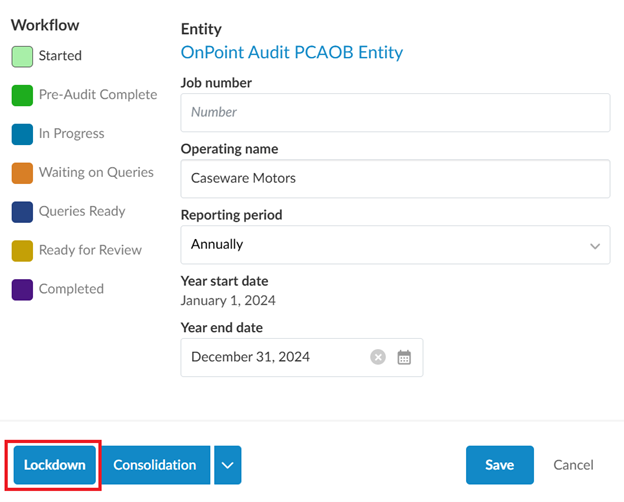 Workflow
Started
Pre-Audit Complete
In Progress
Waiting on Queries
Queries Ready
Ready for Review
Completed
Entity
OnPoint Audit PCAOB Entity
Job number
Number
Operating name
Caseware Motors
Reporting period
Annually
Year start date
January 1, 2024
Year end date
December 31, 2024
Lockdown
Consolidation
Save
Cancel